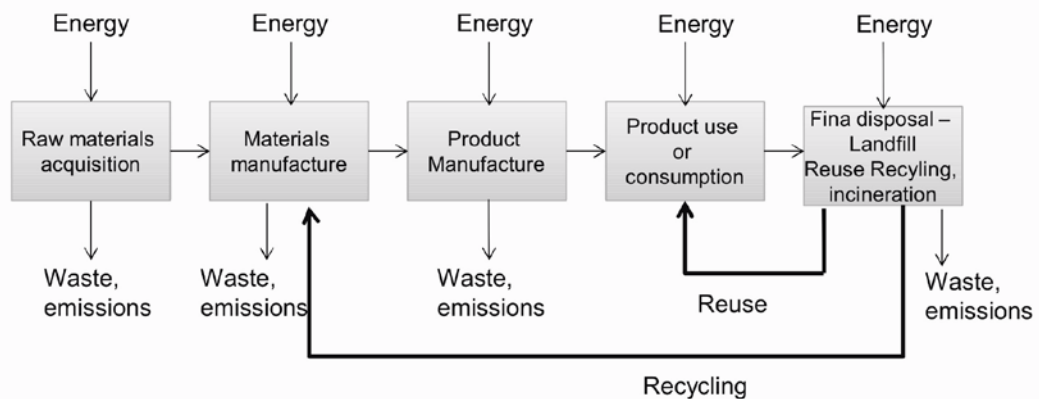 Energy
Energy
Energy
Energy
Energy
Raw materials
acquisition
Materials
manufacture
Product
Manufacture
Product use
or
consumption
Fina disposal –
Landfill
Reuse Recyling,
incineration
Waste,
emissions
Waste,
emissions
Waste,
emissions
Reuse
Waste,
emissions
Recycling